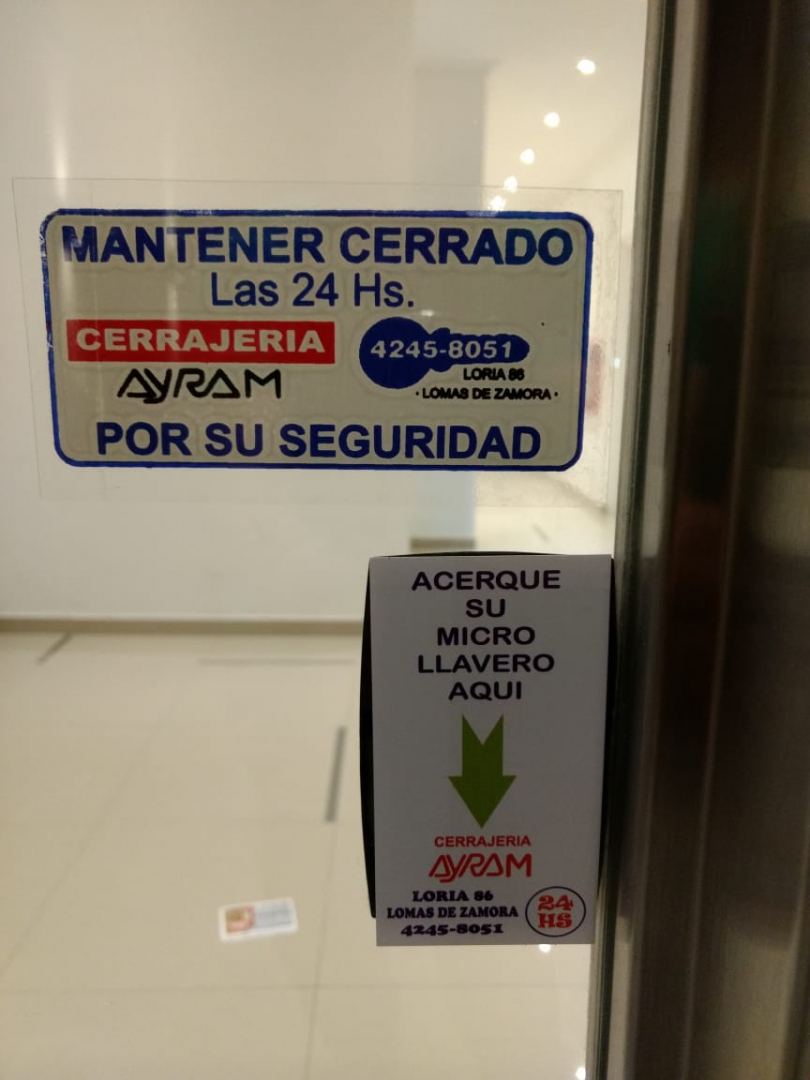 MANTENER CERRADO
Las 24 Hs.
CERRAJERIA
AYRAM
4245-8051
LORIA 86
· LOMAS DE ZAMORA ·
POR SU SEGURIDAD
ACERQUE
SU
MICRO
LLAVERO
AQUI
CERRAJERIA
AYRAM
LORIA 86
LOMAS DE ZAMORA
4245-8051
24
HS